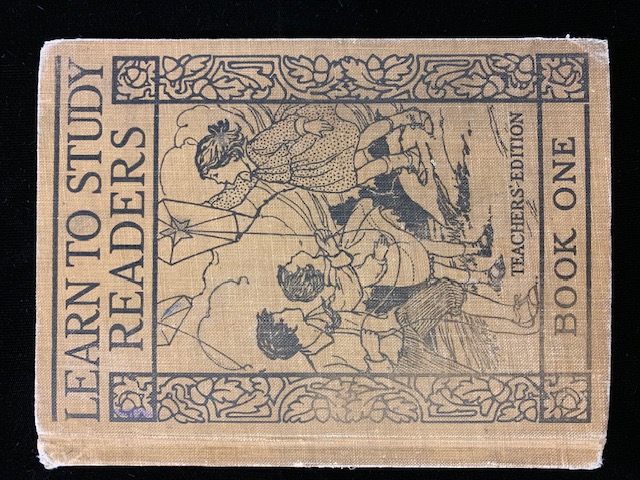 LEARN TO STUDY
READERS
TEACHERS' EDITION
BOOK ONE